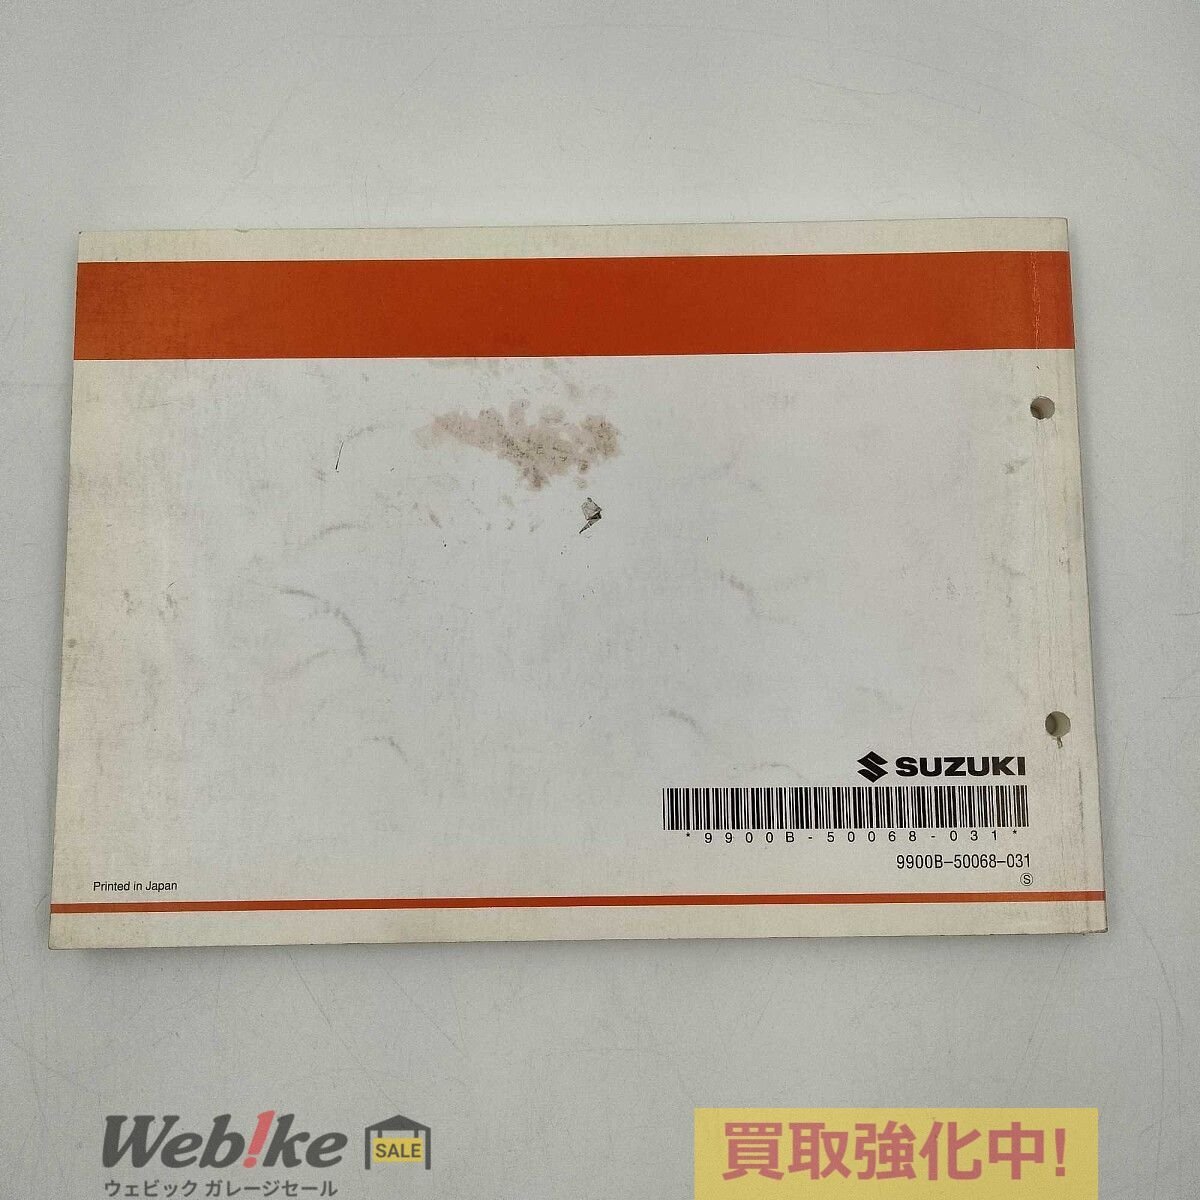 SUZUKI
*9900B-50068-031*
9900B-50068-031
Ⓢ
Printed in Japan
Web!ke
SALE
ウェビック ガレージセール
買取強化中!